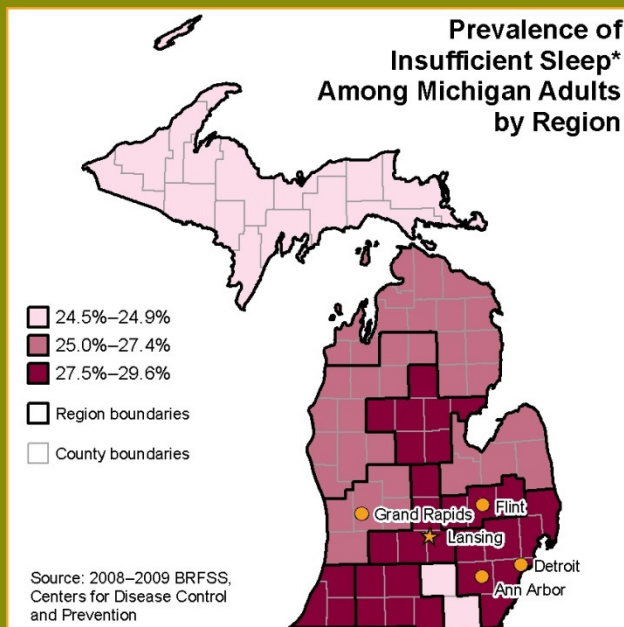 Prevalence of
Insufficient Sleep*
Among Michigan Adults
by Region
24.5%–24.9%
25.0%–27.4%
27.5%–29.6%
Region boundaries
County boundaries
Grand Rapids
Flint
Lansing
Detroit
Ann Arbor
Source: 2008–2009 BRFSS,
Centers for Disease Control
and Prevention